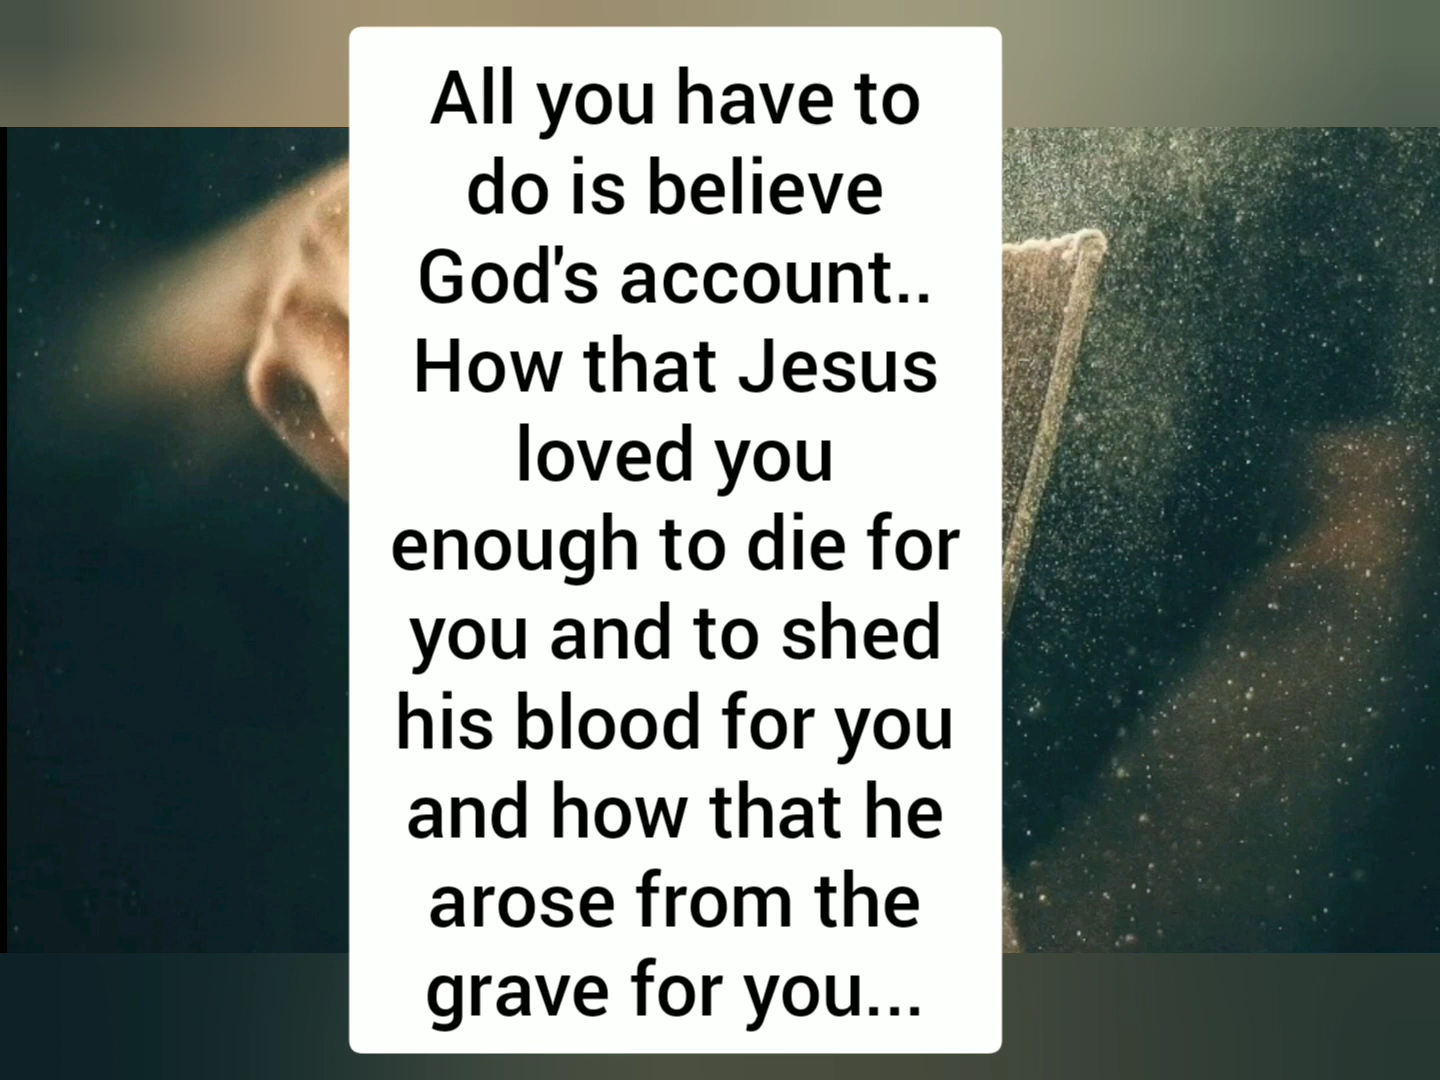 All you have to
do is believe
God's account..
How that Jesus
loved you
enough to die for
you and to shed
his blood for you
and how that he
arose from the
grave for you...